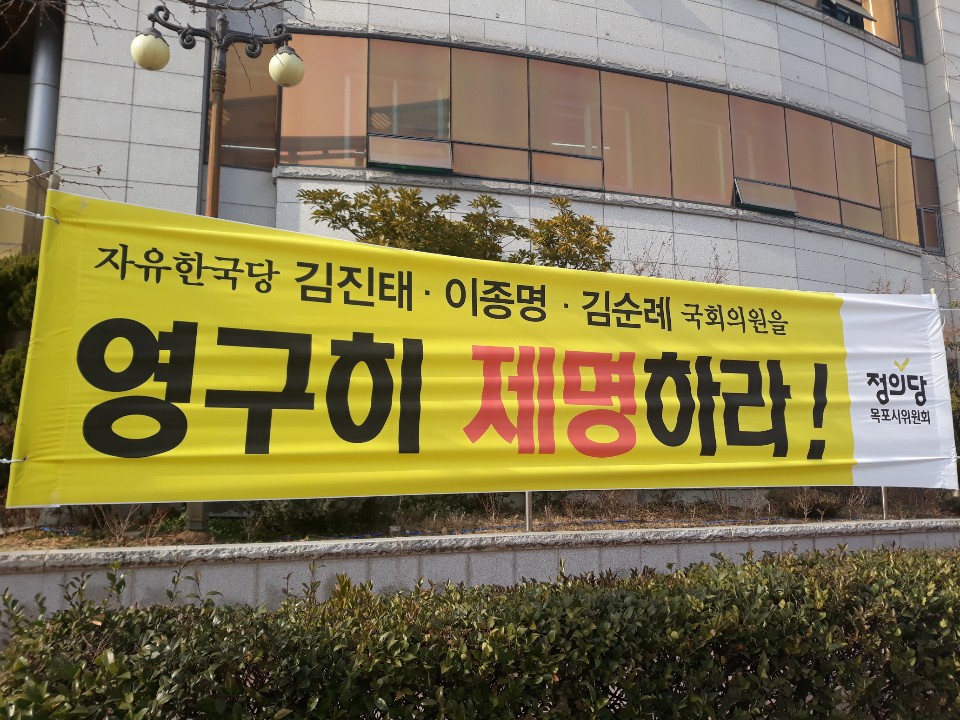 자유한국당 김진태 · 이종명 · 김순례 국회의원을
영구히 제명하라!
정의당
목포시위원회